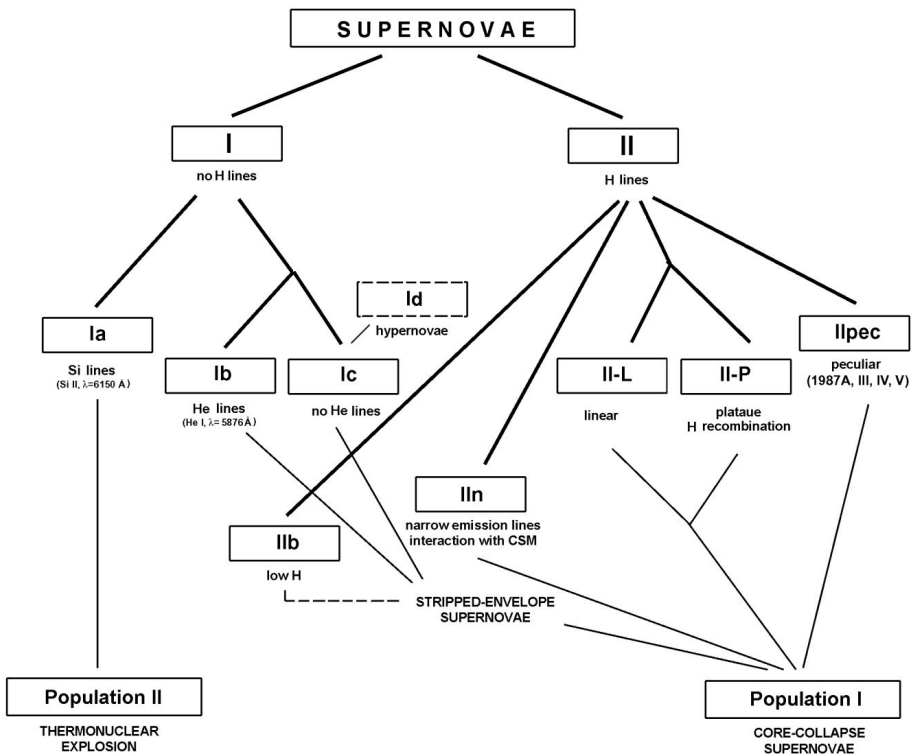 SUPERNOVAE
I
no H lines
II
H lines
Id
hypernovae
Ia
Si lines
(Si II, λ=6150 Å)
Ib
He lines
(He I, λ= 5876Å)
Ic
no He lines
II-L
linear
II-P
plataue
H recombination
IIpec
peculiar
(1987A, III, IV, V)
IIn
narrow emission lines
interaction with CSM
IIb
low H
STRIPPED-ENVELOPE
SUPERNOVAE
Population II
THERMONUCLEAR
EXPLOSION
Population I
CORE-COLLAPSE
SUPERNOVAE